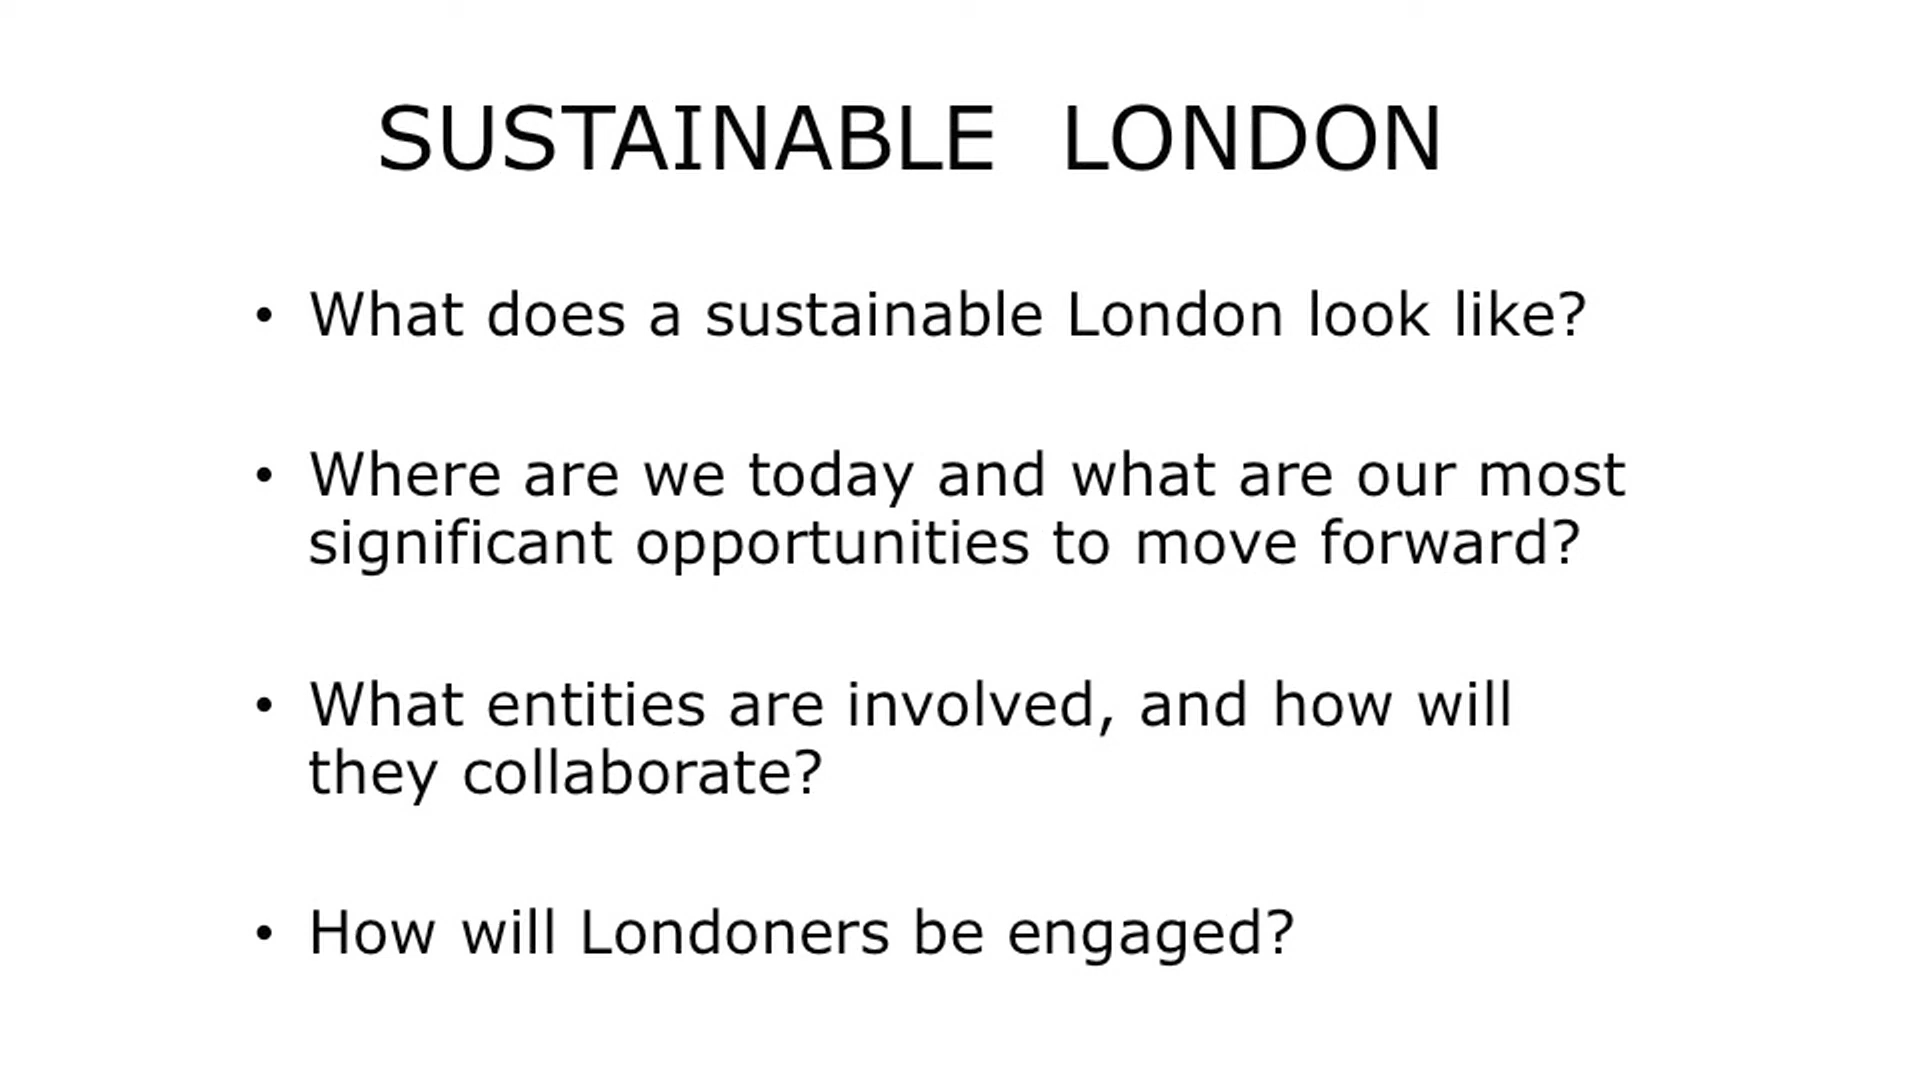 SUSTAINABLE LONDON
• What does a sustainable London look like?
• Where are we today and what are our most
significant opportunities to move forward?
• What entities are involved, and how will
they collaborate?
• How will Londoners be engaged?